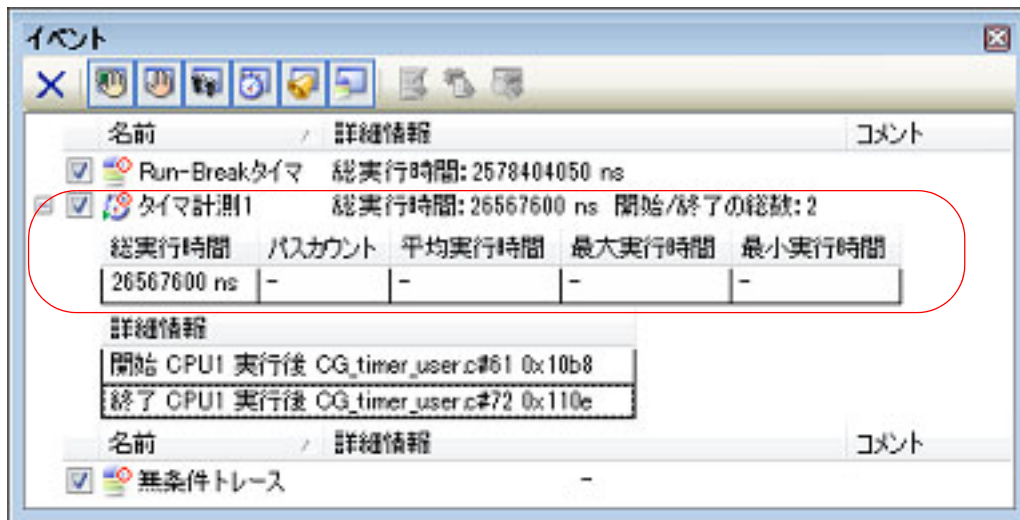 イベント
名前 詳細情報 コメント
Run-Breakタイマ 総実行時間: 2578404050 ns
タイマ計測1 総実行時間: 26567600 ns 開始/終了の総数: 2
総実行時間 パスカウント 平均実行時間 最大実行時間 最小実行時間
26567600 ns - - - -
詳細情報
開始 CPU1 実行後 CG_timer_user.c#61 0x10b8
終了 CPU1 実行後 CG_timer_user.c#72 0x110e
名前 詳細情報 コメント
無条件トレース -